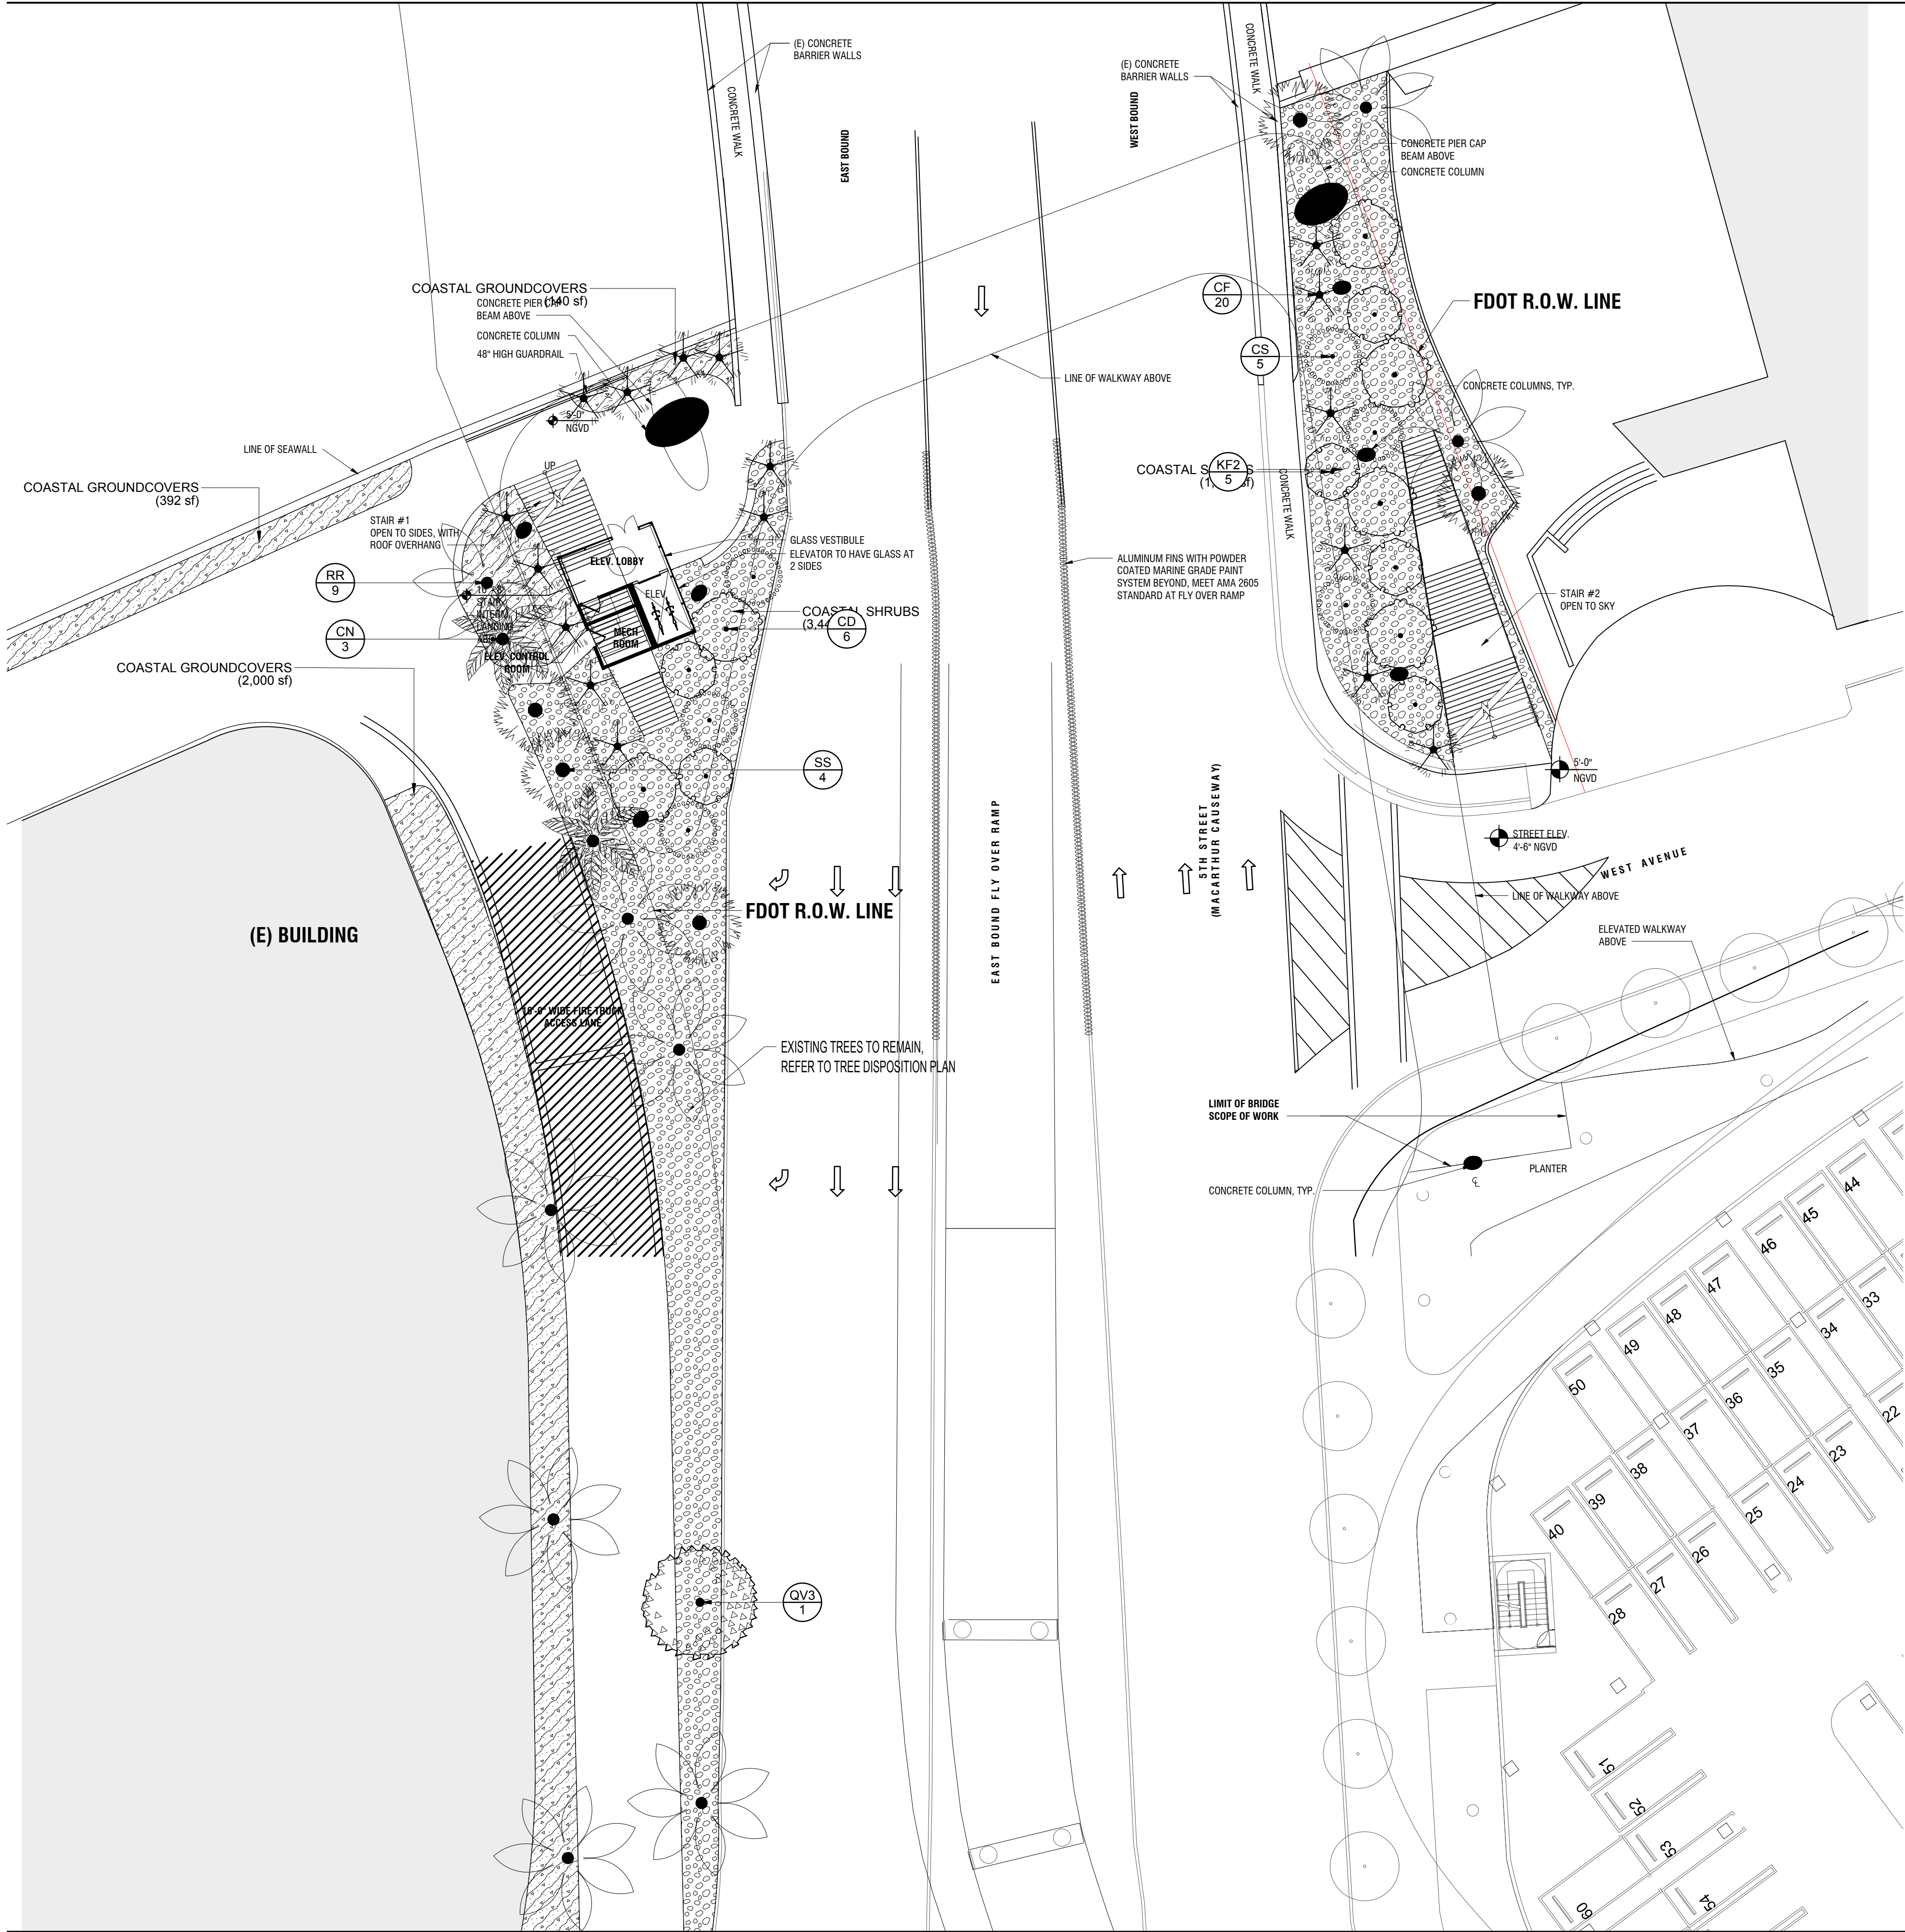 (E) CONCRETE
BARRIER WALLS
CONCRETE WALK
EAST BOUND
(E) CONCRETE
BARRIER WALLS
WEST BOUND
CONCRETE WALK
CONCRETE PIER CAP
BEAM ABOVE
CONCRETE COLUMN
COASTAL GROUNDCOVERS
(140 sf)
CONCRETE PIER CAP
BEAM ABOVE
CONCRETE COLUMN
48" HIGH GUARDRAIL
CF
20
FDOT R.O.W. LINE
CS
5
LINE OF WALKWAY ABOVE
CONCRETE COLUMNS, TYP.
5'-0"
NGVD
LINE OF SEAWALL
UP
COASTAL
KF2
5
CONCRETE WALK
COASTAL GROUNDCOVERS
(392 sf)
STAIR #1
OPEN TO SIDES, WITH
ROOF OVERHANG
GLASS VESTIBULE
ELEVATOR TO HAVE GLASS AT
2 SIDES
ELEV. LOBBY
ELEV.
ALUMINUM FINS WITH POWDER
COATED MARINE GRADE PAINT
SYSTEM BEYOND, MEET AMA 2605
STANDARD AT FLY OVER RAMP
STAIR #2
OPEN TO SKY
RR
9
COASTAL SHRUBS
CD
6
CN
3
MECH
ROOM
ELEV. CONTROL
ROOM
COASTAL GROUNDCOVERS
(2,000 sf)
SS
4
5'-0"
NGVD
STREET ELEV.
4'-6" NGVD
WEST AVENUE
LINE OF WALKWAY ABOVE
EAST BOUND FLY OVER RAMP
5TH STREET
(MACARTHUR CAUSEWAY)
FDOT R.O.W. LINE
(E) BUILDING
ELEVATED WALKWAY
ABOVE
16'-0" WIDE FIRE TRUCK
ACCESS LANE
EXISTING TREES TO REMAIN,
REFER TO TREE DISPOSITION PLAN
LIMIT OF BRIDGE
SCOPE OF WORK
PLANTER
CONCRETE COLUMN, TYP.
℄
44
45
46
47
48
49
50
33
34
35
36
37
38
39
40
22
23
24
25
26
27
28
QV3
1
51
52
53
54
60